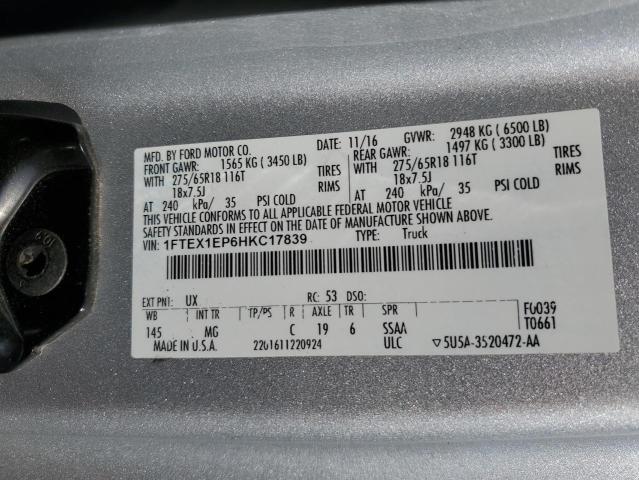 MFD. BY FORD MOTOR CO. DATE: 11/16 GVWR: 2948 KG (6500 LB)
FRONT GAWR: 1565 KG (3450 LB) REAR GAWR: 1497 KG (3300 LB)
WITH 275/65R18 116T TIRES WITH 275/65R18 116T TIRES
18x7.5J RIMS 18x7.5J RIMS
AT 240 kPa/ 35 PSI COLD AT 240 kPa/ 35 PSI COLD
THIS VEHICLE CONFORMS TO ALL APPLICABLE FEDERAL MOTOR VEHICLE
SAFETY STANDARDS IN EFFECT ON THE DATE OF MANUFACTURE SHOWN ABOVE.
VIN: 1FTEX1EP6HKC17839 TYPE: Truck
EXT PNT: UX RC: 53 DSO: F0039
WB INT TR TP/PS R AXLE TR SPR T0661
145 MG C 19 6 SSAA
MADE IN U.S.A. 2201611220924 ULC ▽5U5A-3520472-AA